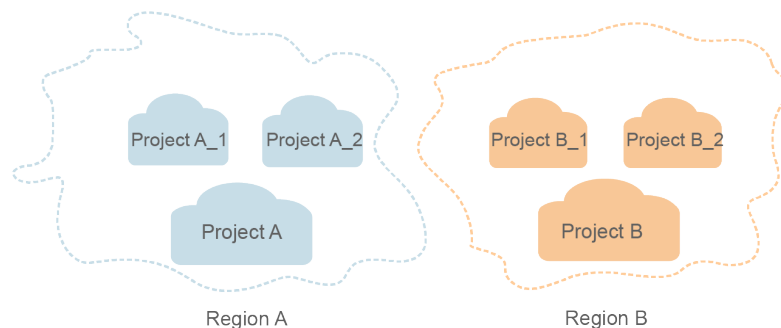 Project A_1
Project A_2
Project A
Region A
Project B_1
Project B_2
Project B
Region B